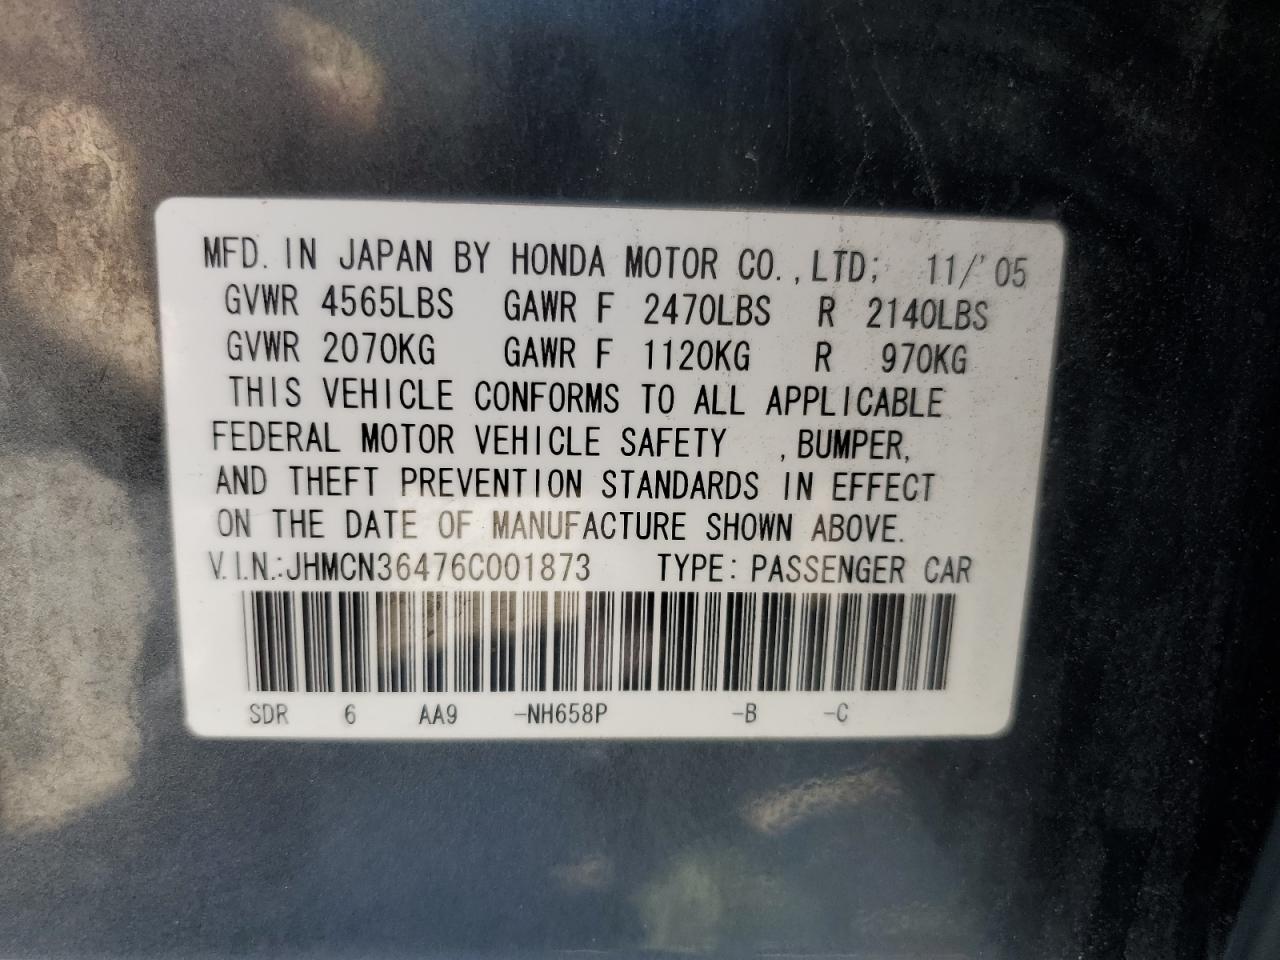 MFD. IN JAPAN BY HONDA MOTOR CO., LTD; 11/'05
GVWR 4565LBS GAWR F 2470LBS R 2140LBS
GVWR 2070KG GAWR F 1120KG R 970KG
THIS VEHICLE CONFORMS TO ALL APPLICABLE
FEDERAL MOTOR VEHICLE SAFETY , BUMPER,
AND THEFT PREVENTION STANDARDS IN EFFECT
ON THE DATE OF MANUFACTURE SHOWN ABOVE.
V.I.N.:JHMCN36476C001873 TYPE: PASSENGER CAR
SDR 6 AA9 -NH658P -B -C